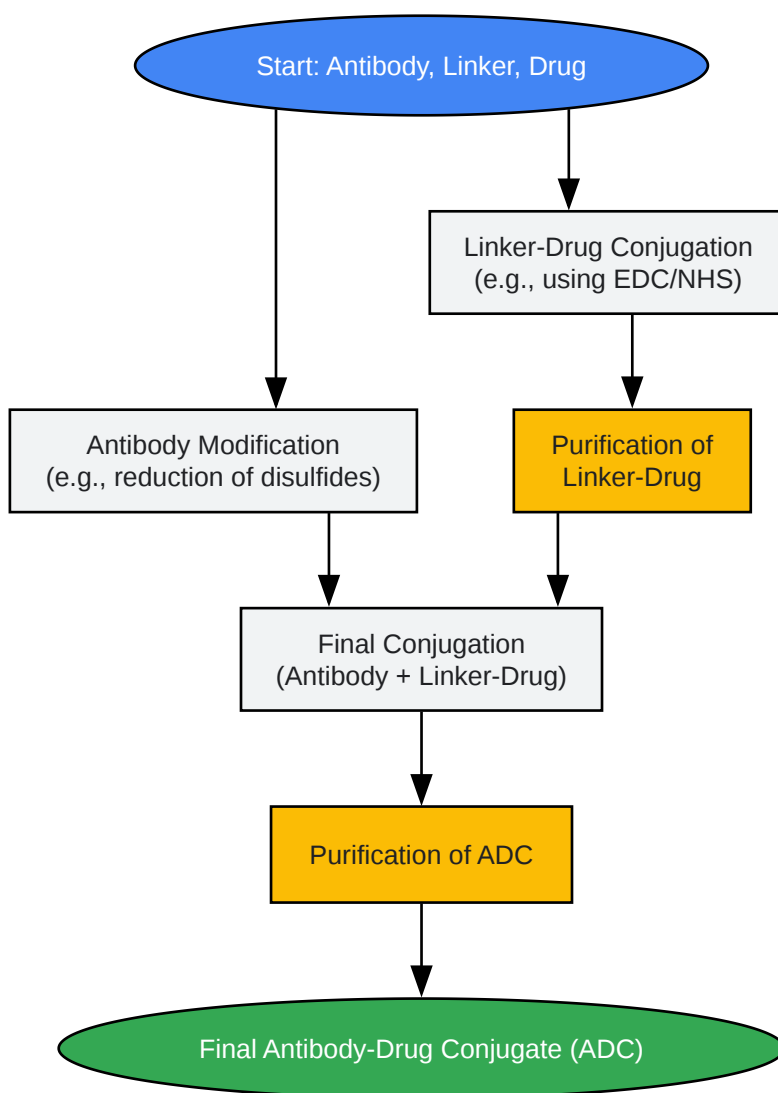 Start: Antibody, Linker, Drug
Linker-Drug Conjugation
(e.g., using EDC/NHS)
Antibody Modification
(e.g., reduction of disulfides)
Purification of
Linker-Drug
Final Conjugation
(Antibody + Linker-Drug)
Purification of ADC
Final Antibody-Drug Conjugate (ADC)